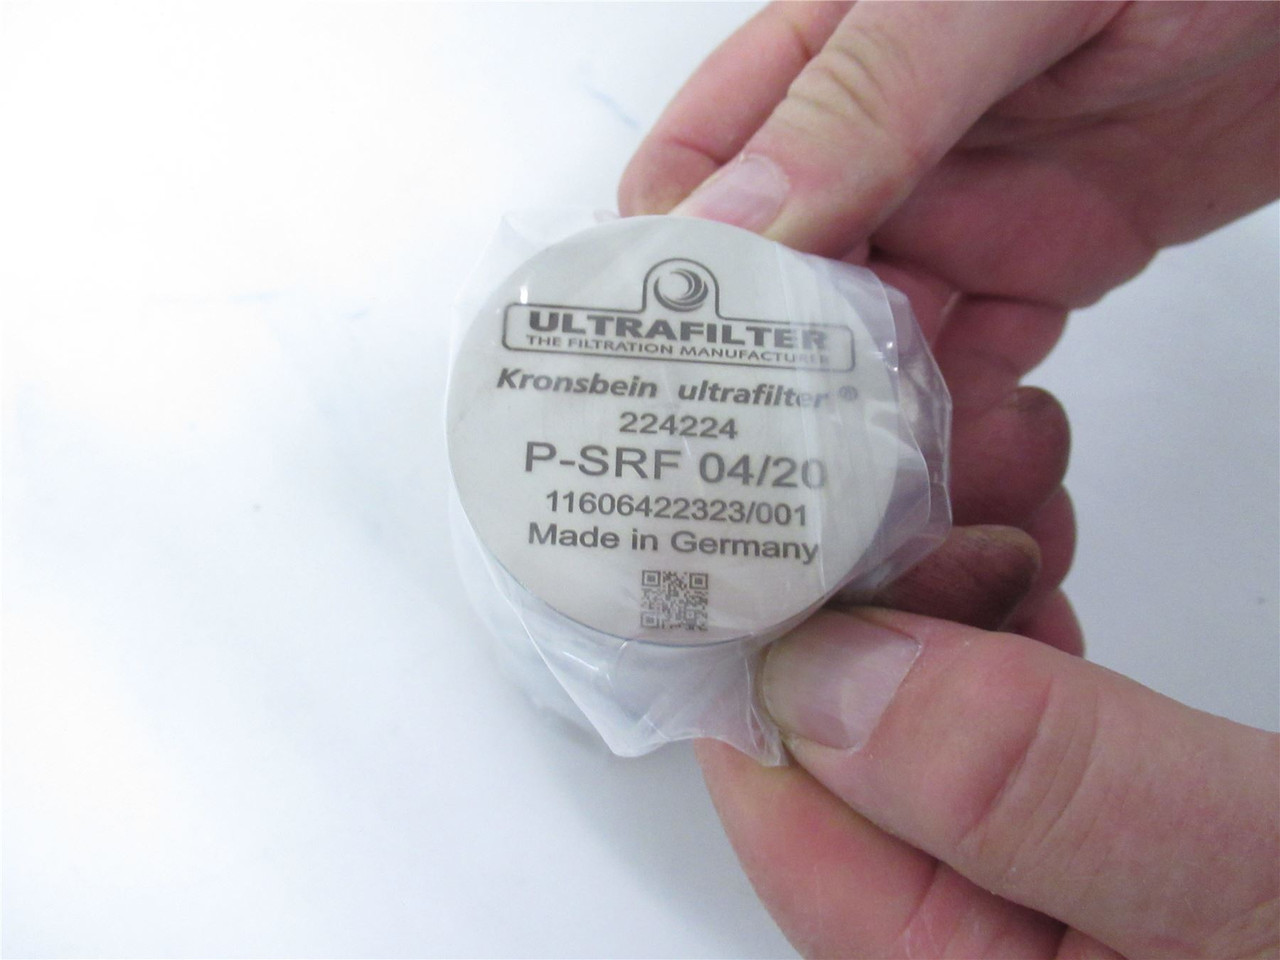 ULTRAFILTER
THE FILTRATION MANUFACTURER
Kronsbein ultrafilter ®
224224
P-SRF 04/20
11606422323/001
Made in Germany